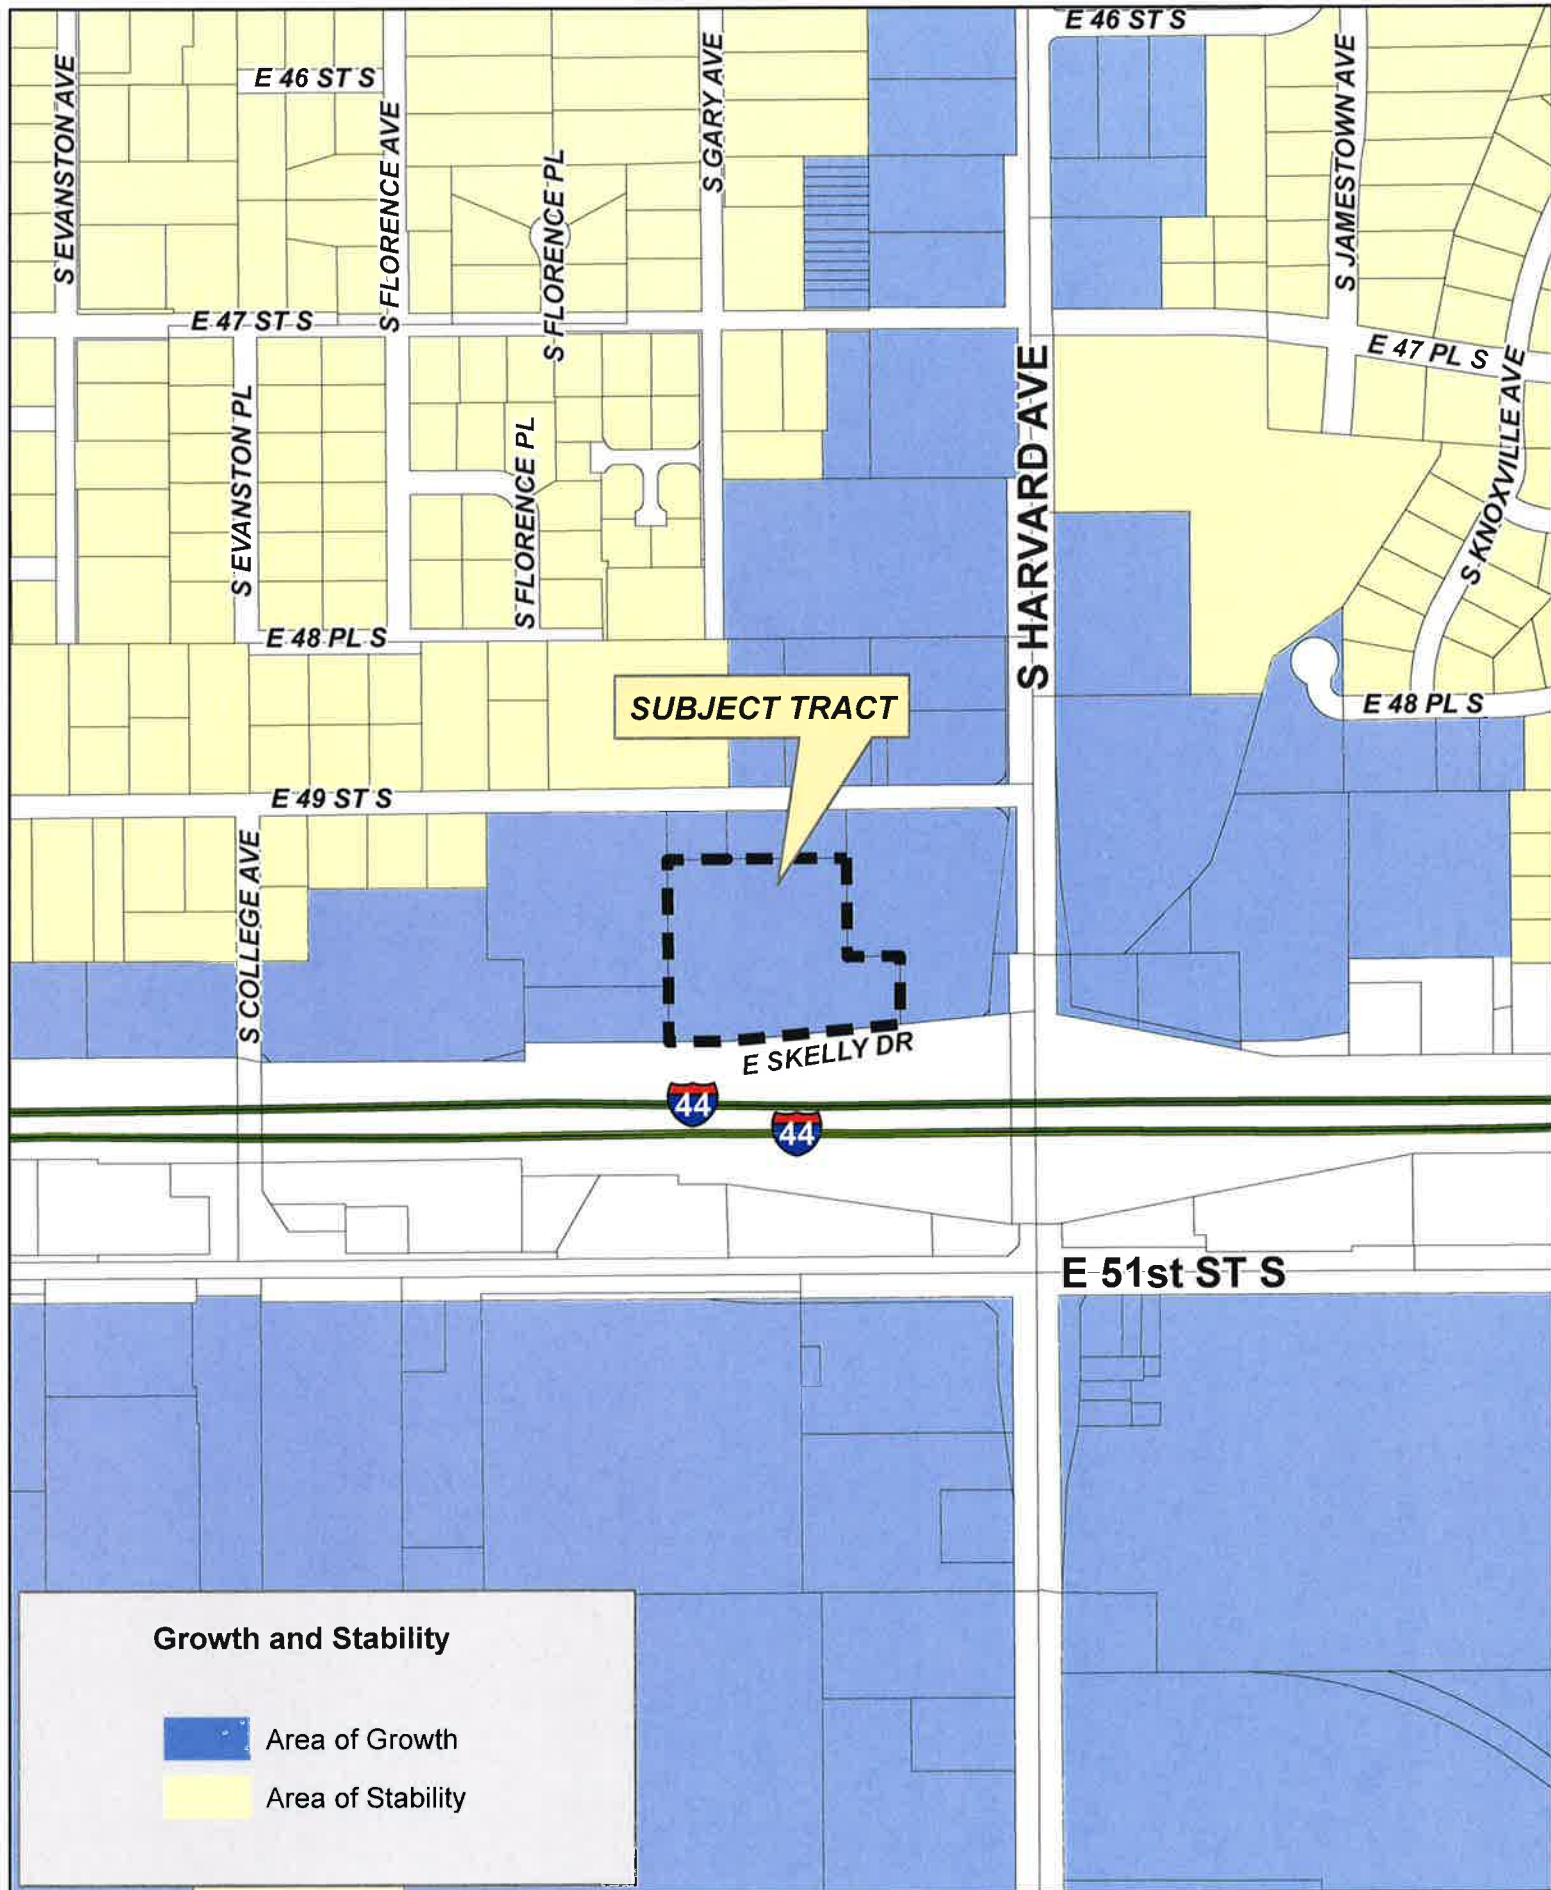 E 46 ST S
E 46 ST S
S EVANSTON AVE
S FLORENCE AVE
S FLORENCE PL
S GARY AVE
S JAMESTOWN AVE
E 47 ST S
E 47 PL S
S HARVARD AVE
S EVANSTON PL
S FLORENCE PL
S KNOXVILLE AVE
E 48 PL S
E 48 PL S
SUBJECT TRACT
E 49 ST S
S COLLEGE AVE
E SKELLY DR
44
44
E 51st ST S
Growth and Stability
Area of Growth
Area of Stability